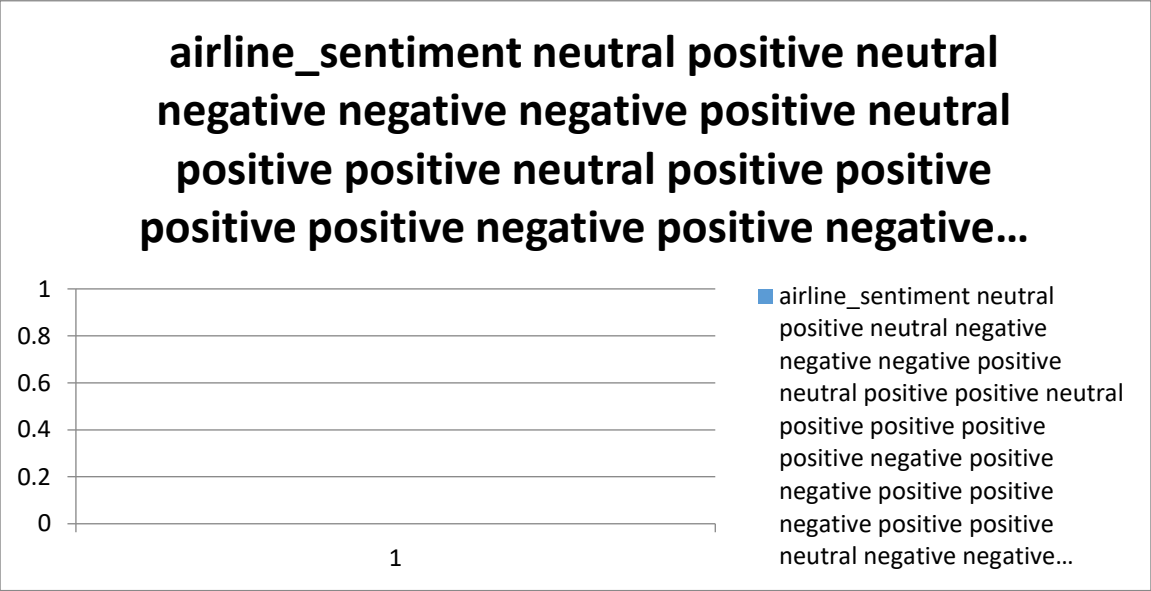 airline_sentiment neutral positive neutral
negative negative negative positive neutral
positive positive neutral positive positive
positive positive negative positive negative…
1
0.8
0.6
0.4
0.2
0
1
airline_sentiment neutral
positive neutral negative
negative negative positive
neutral positive positive neutral
positive positive positive
positive negative positive
negative positive positive
negative positive positive
neutral negative negative…